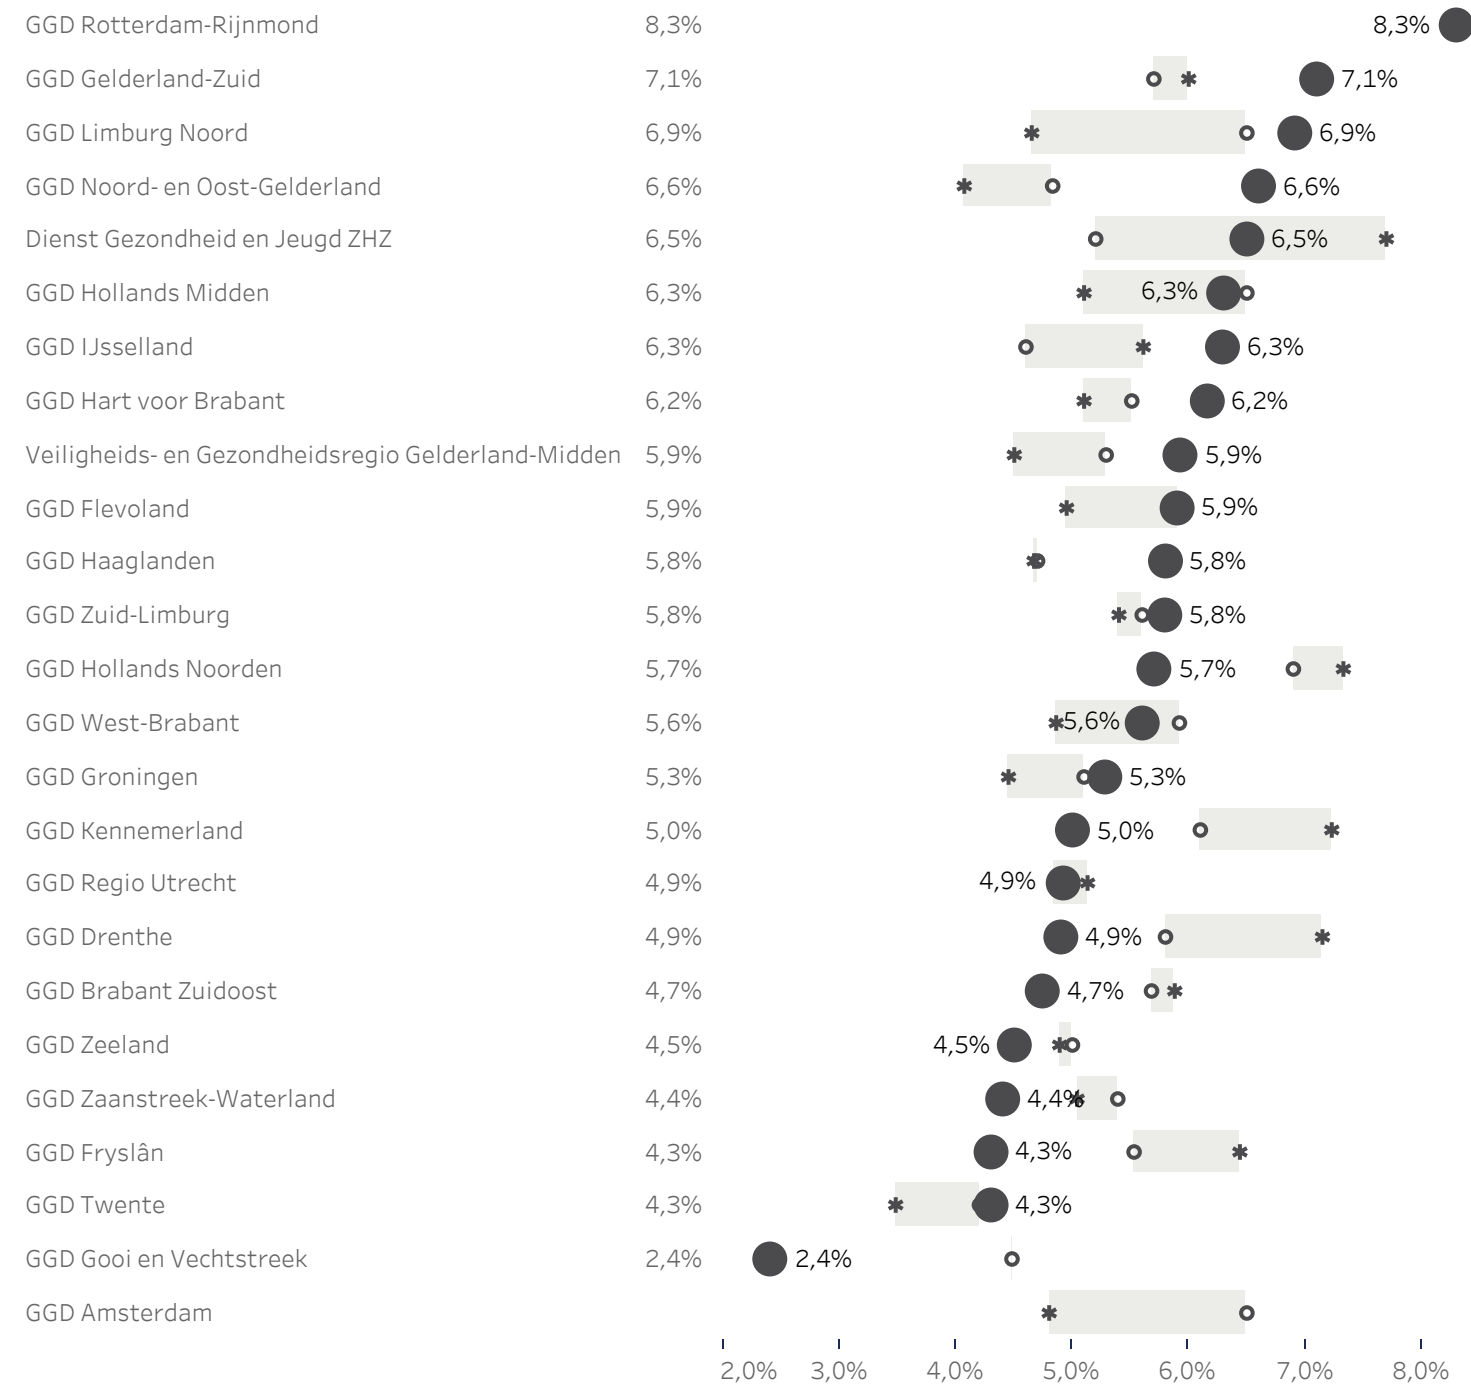 GGD Rotterdam-Rijnmond 8,3% 8,3%
GGD Gelderland-Zuid 7,1% 7,1%
GGD Limburg Noord 6,9% 6,9%
GGD Noord- en Oost-Gelderland 6,6% 6,6%
Dienst Gezondheid en Jeugd ZHZ 6,5% 6,5%
GGD Hollands Midden 6,3% 6,3%
GGD IJsselland 6,3% 6,3%
GGD Hart voor Brabant 6,2% 6,2%
Veiligheids- en Gezondheidsregio Gelderland-Midden 5,9% 5,9%
GGD Flevoland 5,9% 5,9%
GGD Haaglanden 5,8% 5,8%
GGD Zuid-Limburg 5,8% 5,8%
GGD Hollands Noorden 5,7% 5,7%
GGD West-Brabant 5,6% 5,6%
GGD Groningen 5,3% 5,3%
GGD Kennemerland 5,0% 5,0%
GGD Regio Utrecht 4,9% 4,9%
GGD Drenthe 4,9% 4,9%
GGD Brabant Zuidoost 4,7% 4,7%
GGD Zeeland 4,5% 4,5%
GGD Zaanstreek-Waterland 4,4% 4,4%
GGD Fryslân 4,3% 4,3%
GGD Twente 4,3% 4,3%
GGD Gooi en Vechtstreek 2,4% 2,4%
GGD Amsterdam
2,0% 3,0% 4,0% 5,0% 6,0% 7,0% 8,0%